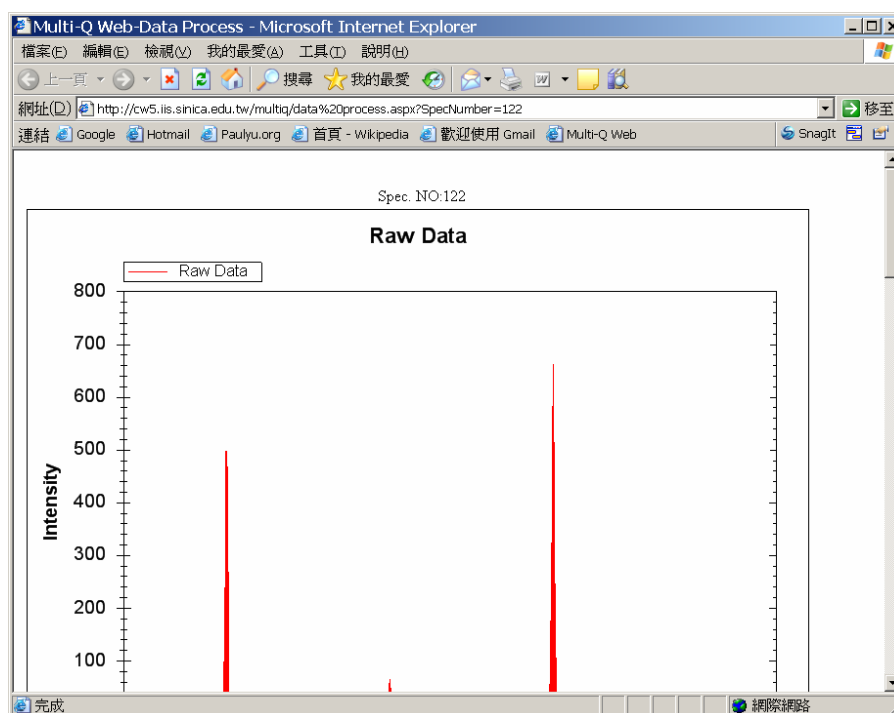 Multi-Q Web-Data Process - Microsoft Internet Explorer
檔案(F) 編輯(E) 檢視(V) 我的最愛(A) 工具(T) 說明(H)
上一頁 搜尋 我的最愛
網址(D) http://cw5.iis.sinica.edu.tw/multiq/data%20process.aspx?SpecNumber=122 移至
連結 Google Hotmail Paulyu.org 首頁 - Wikipedia 歡迎使用 Gmail Multi-Q Web SnagIt
Spec. NO:122
Raw Data
Raw Data
800
700
600
500
400
300
200
100
Intensity
完成 網際網路